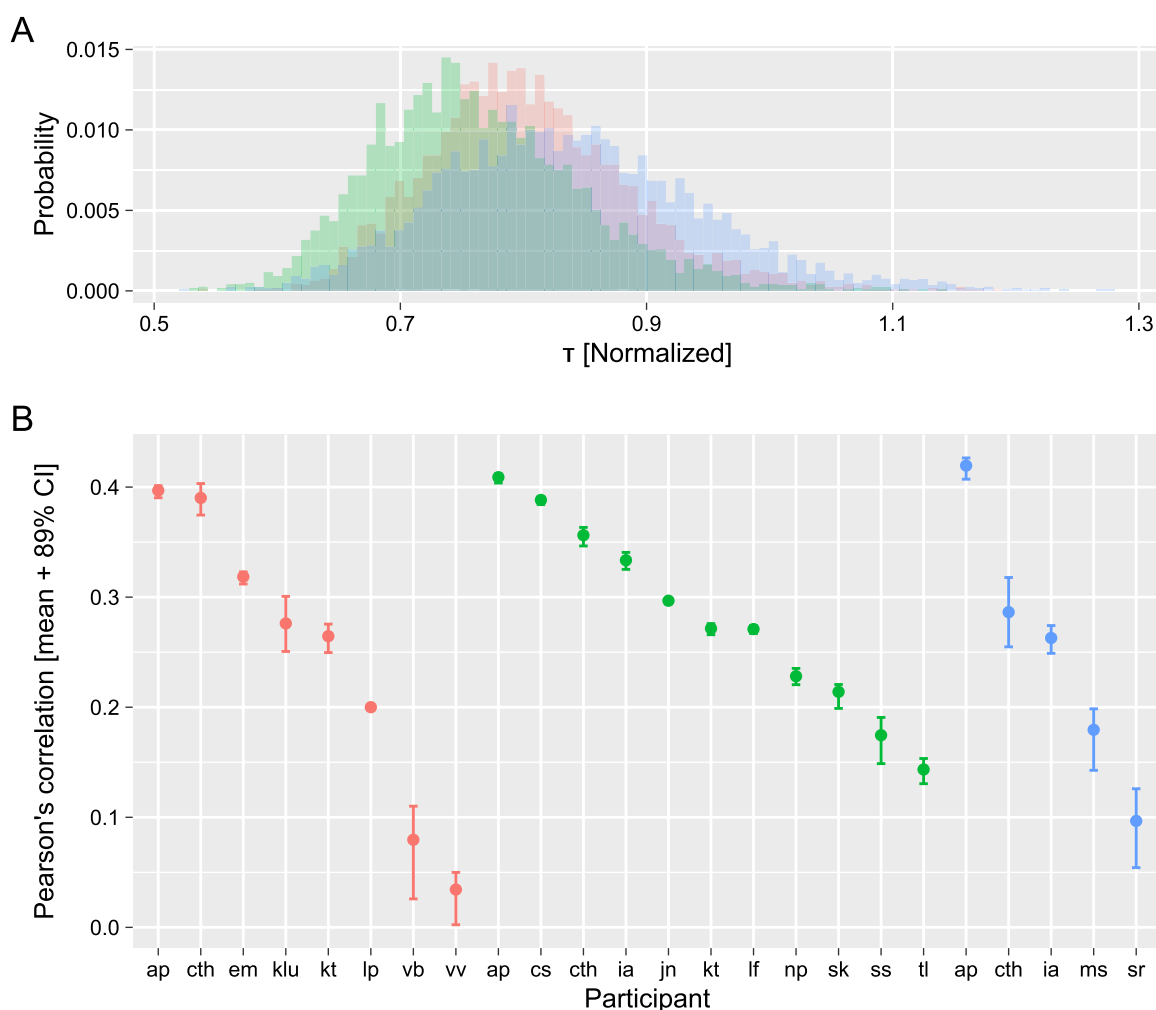 A
0.015
0.010
0.005
0.000
Probability
0.5 0.7 0.9 1.1 1.3
τ [Normalized]
B
0.4
0.3
0.2
0.1
0.0
Pearson's correlation [mean + 89% CI]
ap cth em klu kt lp vb vv ap cs cth ia jn kt lf np sk ss tl ap cth ia ms sr
Participant